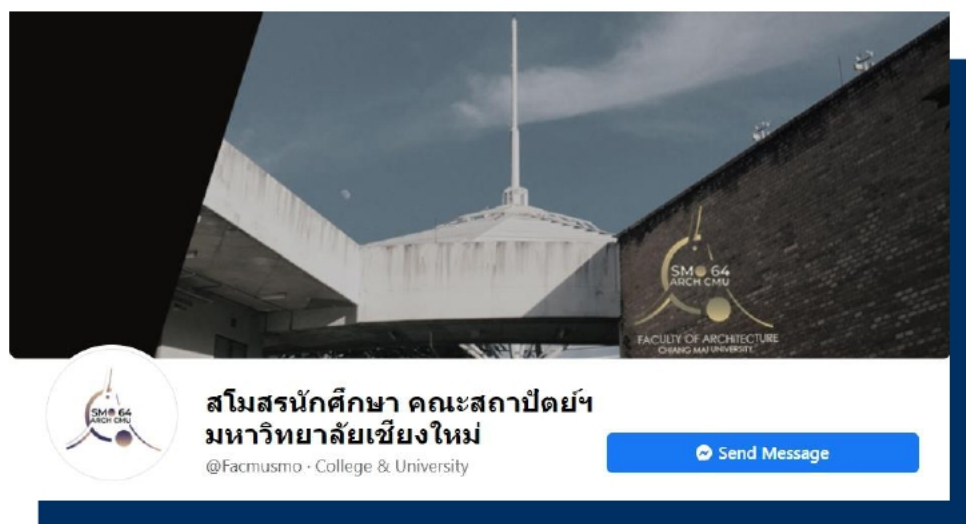 SM 64
ARCH CMU
FACULTY OF ARCHITECTURE
CHIANG MAI UNIVERSITY
SM 64
ARCH CMU
สโมสรนักศึกษา คณะสถาปัตย์ฯ
มหาวิทยาลัยเชียงใหม่
@Facmusmo · College & University
Send Message